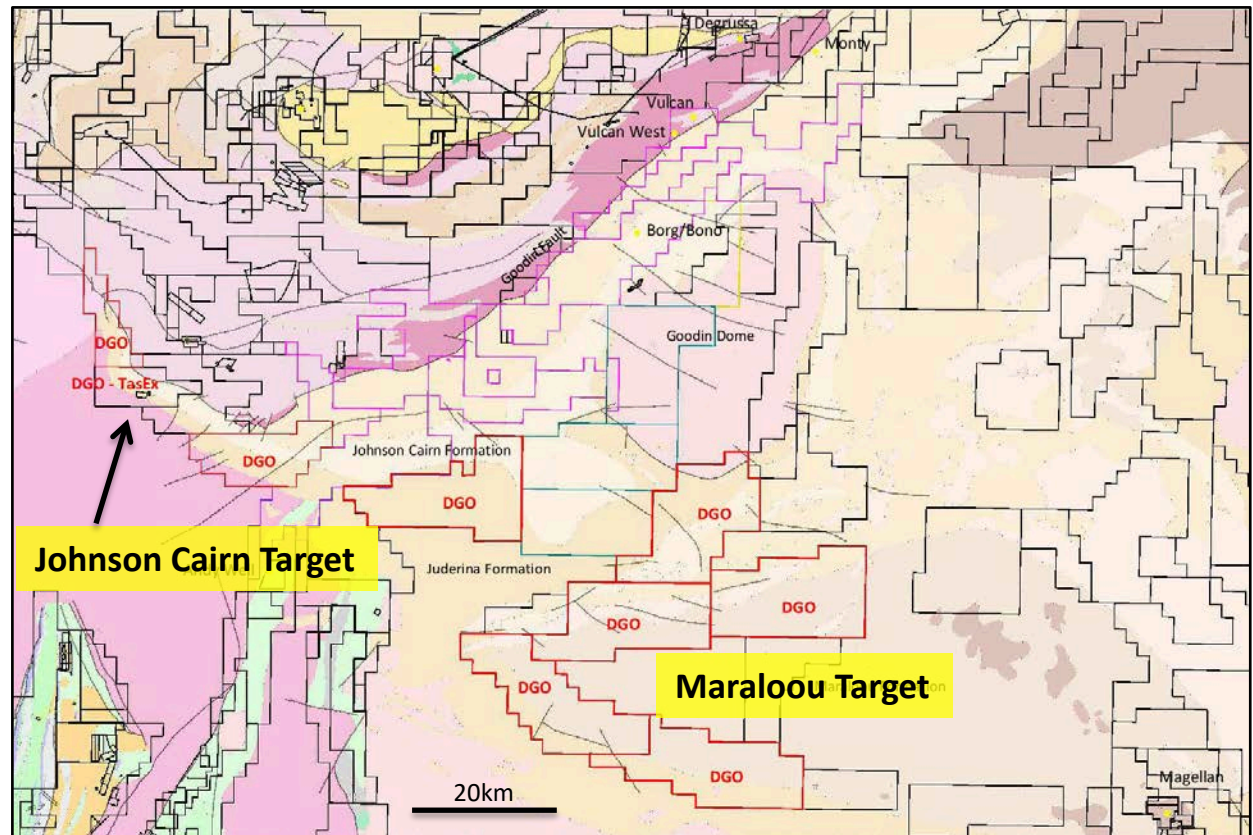 Degrussa
Monty
Vulcan
Vulcan West
Borg/Bono
Goodin Fault
Goodin Dome
DGO
DGO - TasEx
Johnson Cairn Formation
DGO
DGO
DGO
Johnson Cairn Target
Juderina Formation
DGO
DGO
DGO
Maraloou Target
DGO
Magellan
20km